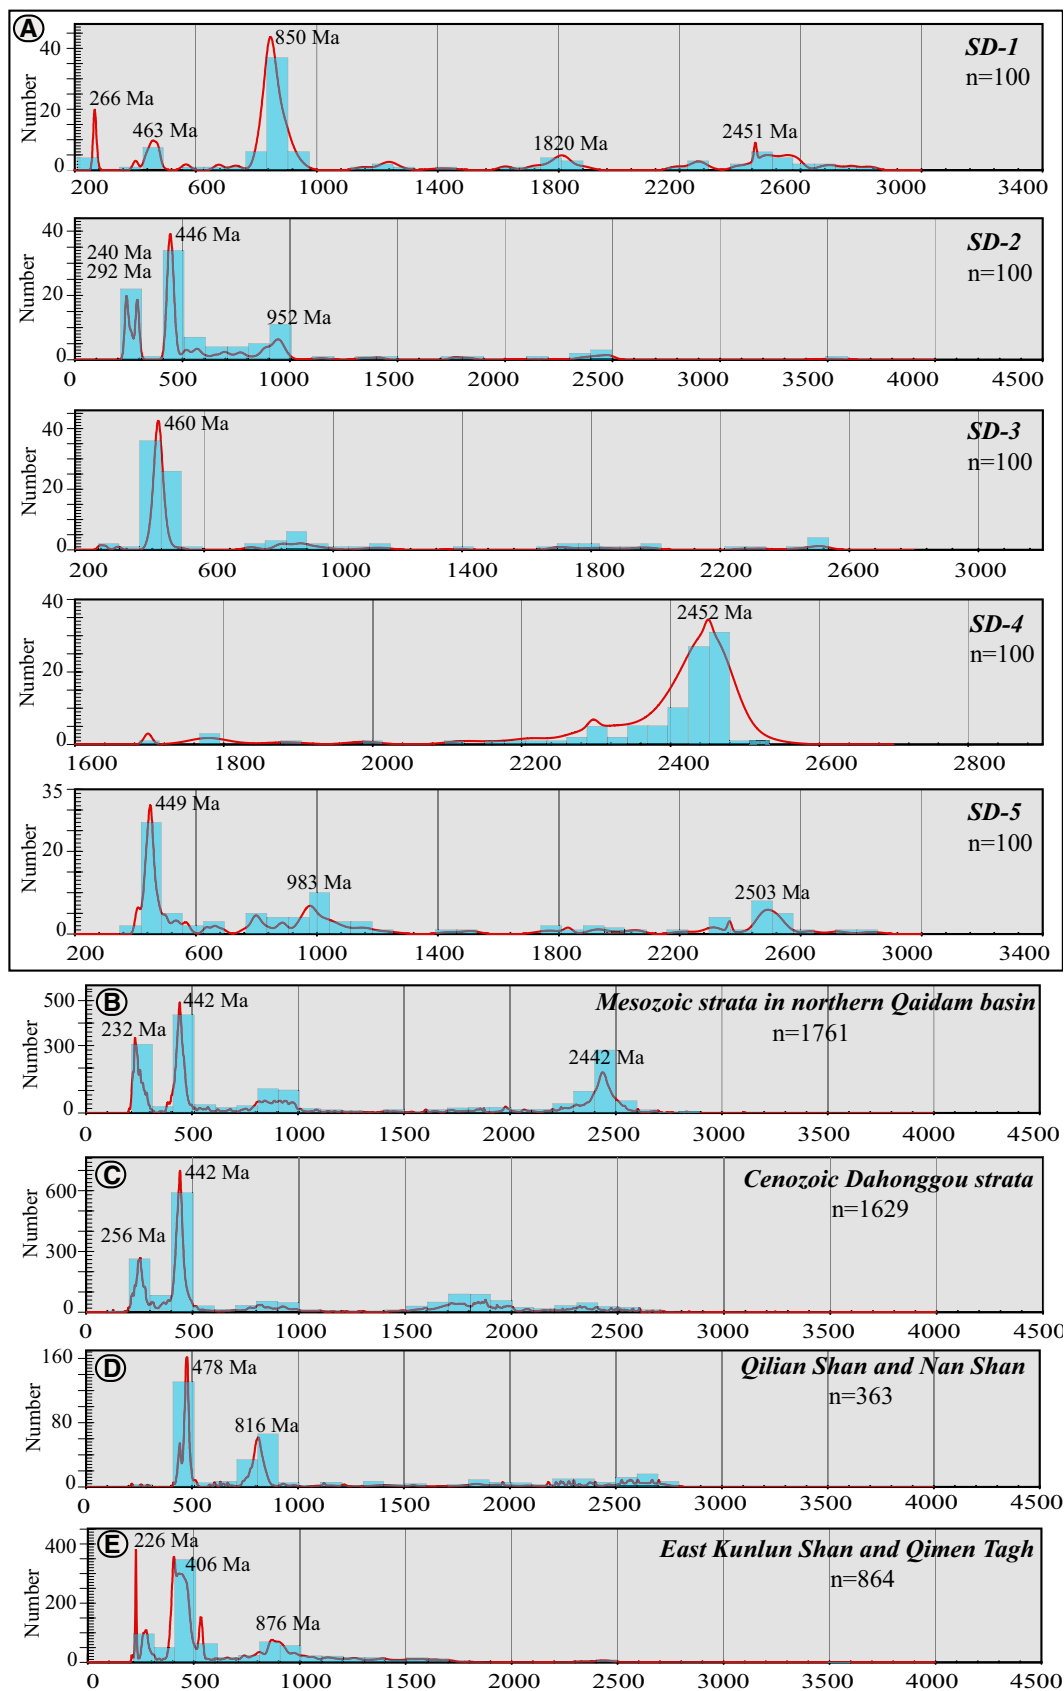 A
850 Ma
SD-1
n=100
266 Ma
463 Ma
1820 Ma
2451 Ma
Number
40
20
0
200 600 1000 1400 1800 2200 2600 3000 3400
446 Ma
SD-2
n=100
240 Ma
292 Ma
952 Ma
Number
40
20
0
0 500 1000 1500 2000 2500 3000 3500 4000 4500
460 Ma
SD-3
n=100
Number
40
20
0
200 600 1000 1400 1800 2200 2600 3000
2452 Ma
SD-4
n=100
Number
40
20
0
1600 1800 2000 2200 2400 2600 2800
449 Ma
SD-5
n=100
983 Ma
2503 Ma
Number
35
20
0
200 600 1000 1400 1800 2200 2600 3000 3400
B
442 Ma
Mesozoic strata in northern Qaidam basin
n=1761
232 Ma
2442 Ma
Number
500
300
0
0 500 1000 1500 2000 2500 3000 3500 4000 4500
C
442 Ma
Cenozoic Dahonggou strata
n=1629
256 Ma
Number
600
300
0
0 500 1000 1500 2000 2500 3000 3500 4000 4500
D
478 Ma
Qilian Shan and Nan Shan
n=363
816 Ma
Number
160
80
0
0 500 1000 1500 2000 2500 3000 3500 4000 4500
E
226 Ma
406 Ma
East Kunlun Shan and Qimen Tagh
n=864
876 Ma
Number
400
200
0
0 500 1000 1500 2000 2500 3000 3500 4000 4500